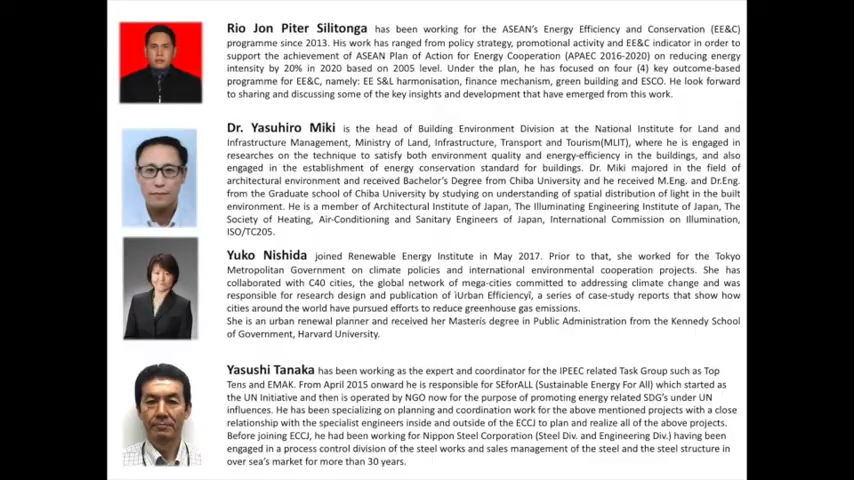 Rio Jon Piter Silitonga has been working for the ASEAN's Energy Efficiency and Conservation (EE&C)
programme since 2013. His work has ranged from policy strategy, promotional activity and EE&C indicator in order to
support the achievement of ASEAN Plan of Action for Energy Cooperation (APAEC 2016-2020) on reducing energy
intensity by 20% in 2020 based on 2005 level. Under the plan, he has focused on four (4) key outcome-based
programme for EE&C, namely: EE S&L harmonisation, finance mechanism, green building and ESCO. He look forward
to sharing and discussing some of the key insights and development that have emerged from this work.
Dr. Yasuhiro Miki is the head of Building Environment Division at the National Institute for Land and
Infrastructure Management, Ministry of Land, Infrastructure, Transport and Tourism(MLIT), where he is engaged in
researches on the technique to satisfy both environment quality and energy-efficiency in the buildings, and also
engaged in the establishment of energy conservation standard for buildings. Dr. Miki majored in the field of
architectural environment and received Bachelor's Degree from Chiba University and he received M.Eng. and Dr.Eng.
from the Graduate school of Chiba University by studying on understanding of spatial distribution of light in the built
environment. He is a member of Architectural Institute of Japan, The Illuminating Engineering Institute of Japan, The
Society of Heating, Air-Conditioning and Sanitary Engineers of Japan, International Commission on Illumination,
ISO/TC205.
Yuko Nishida joined Renewable Energy Institute in May 2017. Prior to that, she worked for the Tokyo
Metropolitan Government on climate policies and international environmental cooperation projects. She has
collaborated with C40 cities, the global network of mega-cities committed to addressing climate change and was
responsible for research design and publication of ìUrban Efficiencyî, a series of case-study reports that show how
cities around the world have pursued efforts to reduce greenhouse gas emissions.
She is an urban renewal planner and received her Masterís degree in Public Administration from the Kennedy School
of Government, Harvard University.
Yasushi Tanaka has been working as the expert and coordinator for the IPEEC related Task Group such as Top
Tens and EMAK. From April 2015 onward he is responsible for SEforALL (Sustainable Energy For All) which started as
the UN Initiative and then is operated by NGO now for the purpose of promoting energy related SDG's under UN
influences. He has been specializing on planning and coordination work for the above mentioned projects with a close
relationship with the specialist engineers inside and outside of the ECCJ to plan and realize all of the above projects.
Before joining ECCJ, he had been working for Nippon Steel Corporation (Steel Div. and Engineering Div.) having been
engaged in a process control division of the steel works and sales management of the steel and the steel structure in
over sea's market for more than 30 years.